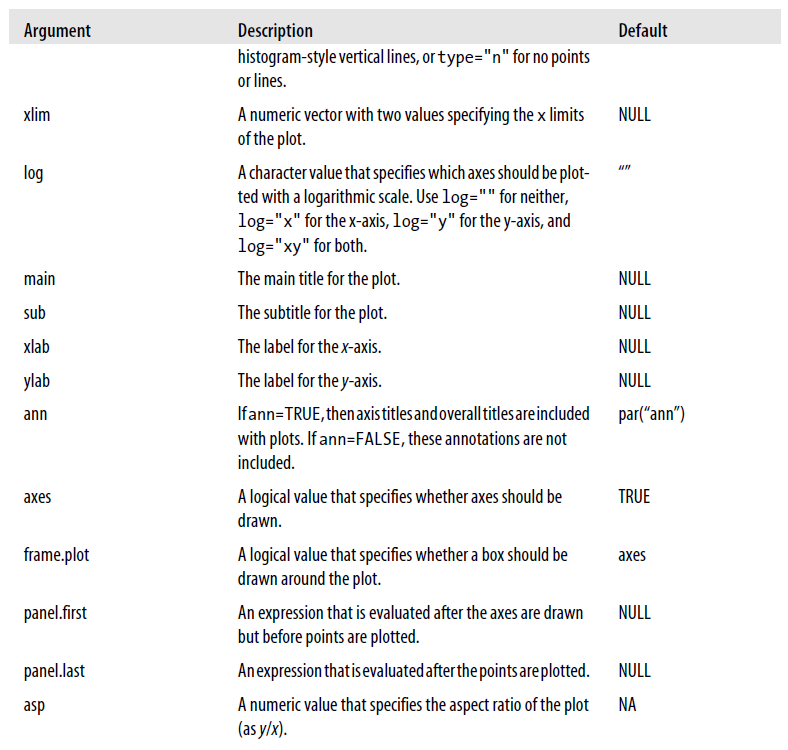 Argument Description Default
histogram-style vertical lines, or type="n" for no points
or lines.
xlim A numeric vector with two values specifying the x limits NULL
of the plot.
log A character value that specifies which axes should be plot- “”
ted with a logarithmic scale. Use log="" for neither,
log="x" for the x-axis, log="y" for the y-axis, and
log="xy" for both.
main The main title for the plot. NULL
sub The subtitle for the plot. NULL
xlab The label for the x-axis. NULL
ylab The label for the y-axis. NULL
ann If ann=TRUE, then axis titles and overall titles are included par(“ann”)
with plots. If ann=FALSE, these annotations are not
included.
axes A logical value that specifies whether axes should be TRUE
drawn.
frame.plot A logical value that specifies whether a box should be axes
drawn around the plot.
panel.first An expression that is evaluated after the axes are drawn NULL
but before points are plotted.
panel.last An expression that is evaluated after the points are plotted. NULL
asp A numeric value that specifies the aspect ratio of the plot NA
(as y/x).